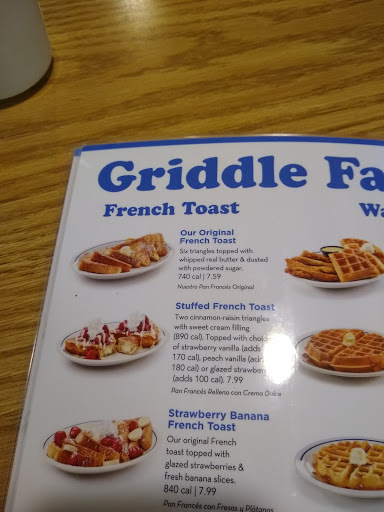 Griddle Fa
French Toast
Wa
Our Original
French Toast
Six triangles topped with
whipped real butter & dusted
with powdered sugar.
740 cal | 7.59
Nuestro Pan Francés Original
Stuffed French Toast
Two cinnamon-raisin triangles
with sweet cream filling
(890 cal). Topped with choic
of strawberry vanilla (adds
170 cal), peach vanilla (ad
180 cal) or glazed strawber
(adds 100 cal). 7.99
Pan Francés Relleno con Crema Dulce
Strawberry Banana
French Toast
Our original French
toast topped with
glazed strawberries &
fresh banana slices.
840 cal | 7.99
Pan Francés con Fresas y Plátanos